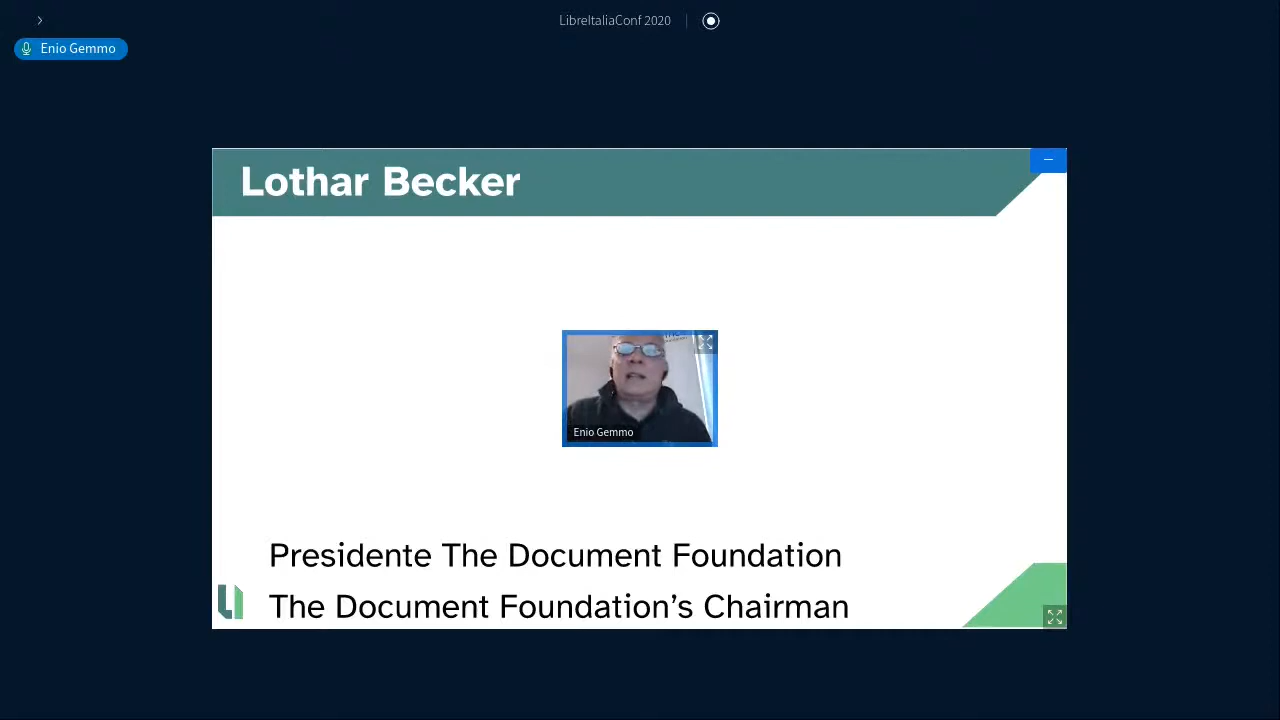 LibreItaliaConf 2020
Enio Gemmo
Lothar Becker
Enio Gemmo
Presidente The Document Foundation
The Document Foundation’s Chairman